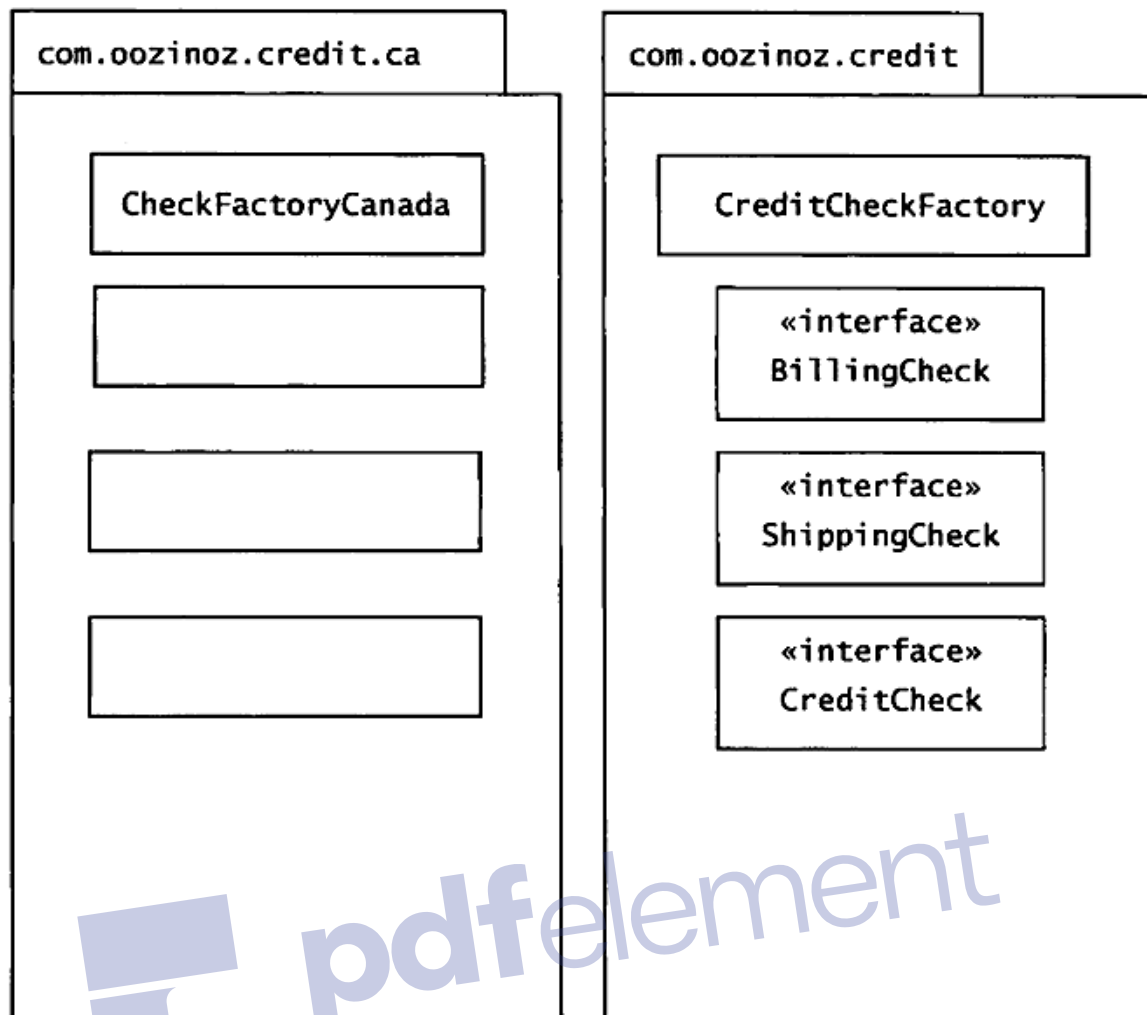 com.oozinoz.credit.ca
CheckFactoryCanada
com.oozinoz.credit
CreditCheckFactory
«interface»
BillingCheck
«interface»
ShippingCheck
«interface»
CreditCheck
pdfelement